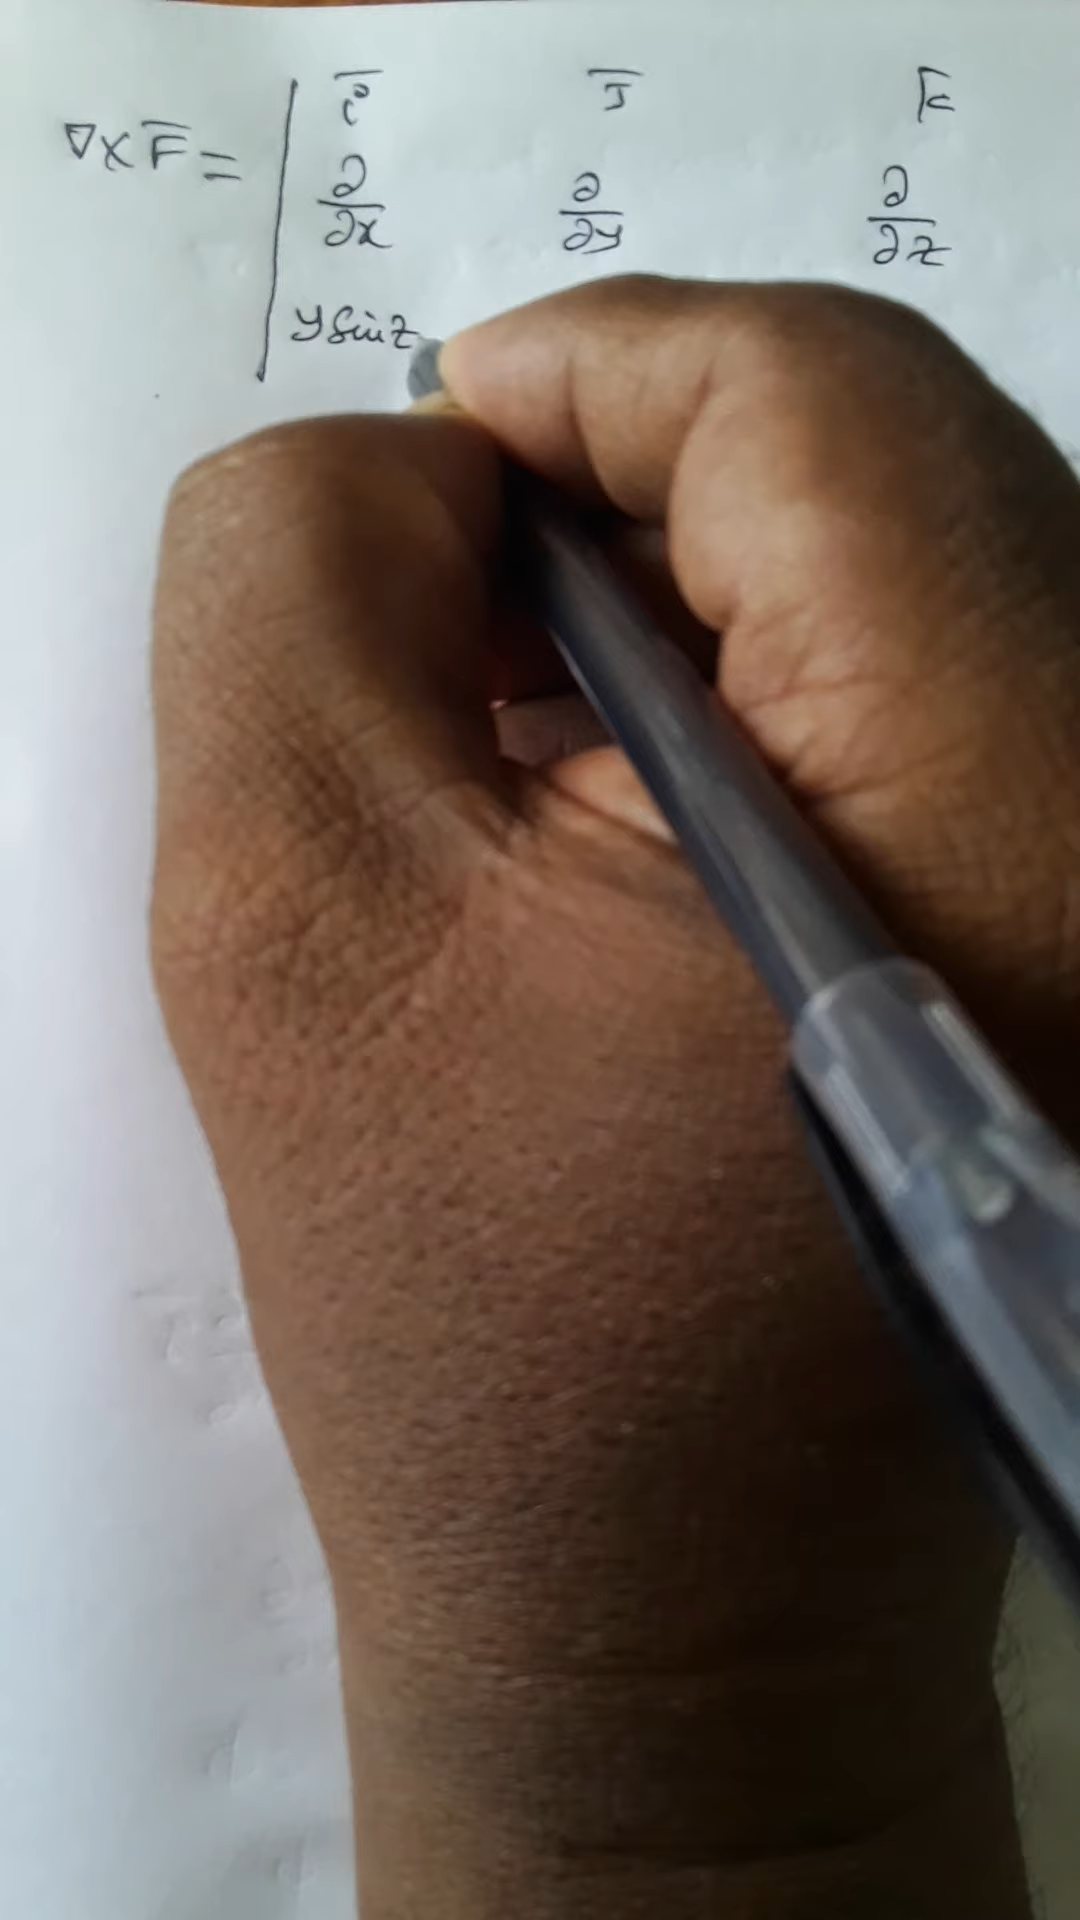 i̅ j̅ k̅
∇×F̅ = | ∂/∂x ∂/∂y ∂/∂z
y sin z